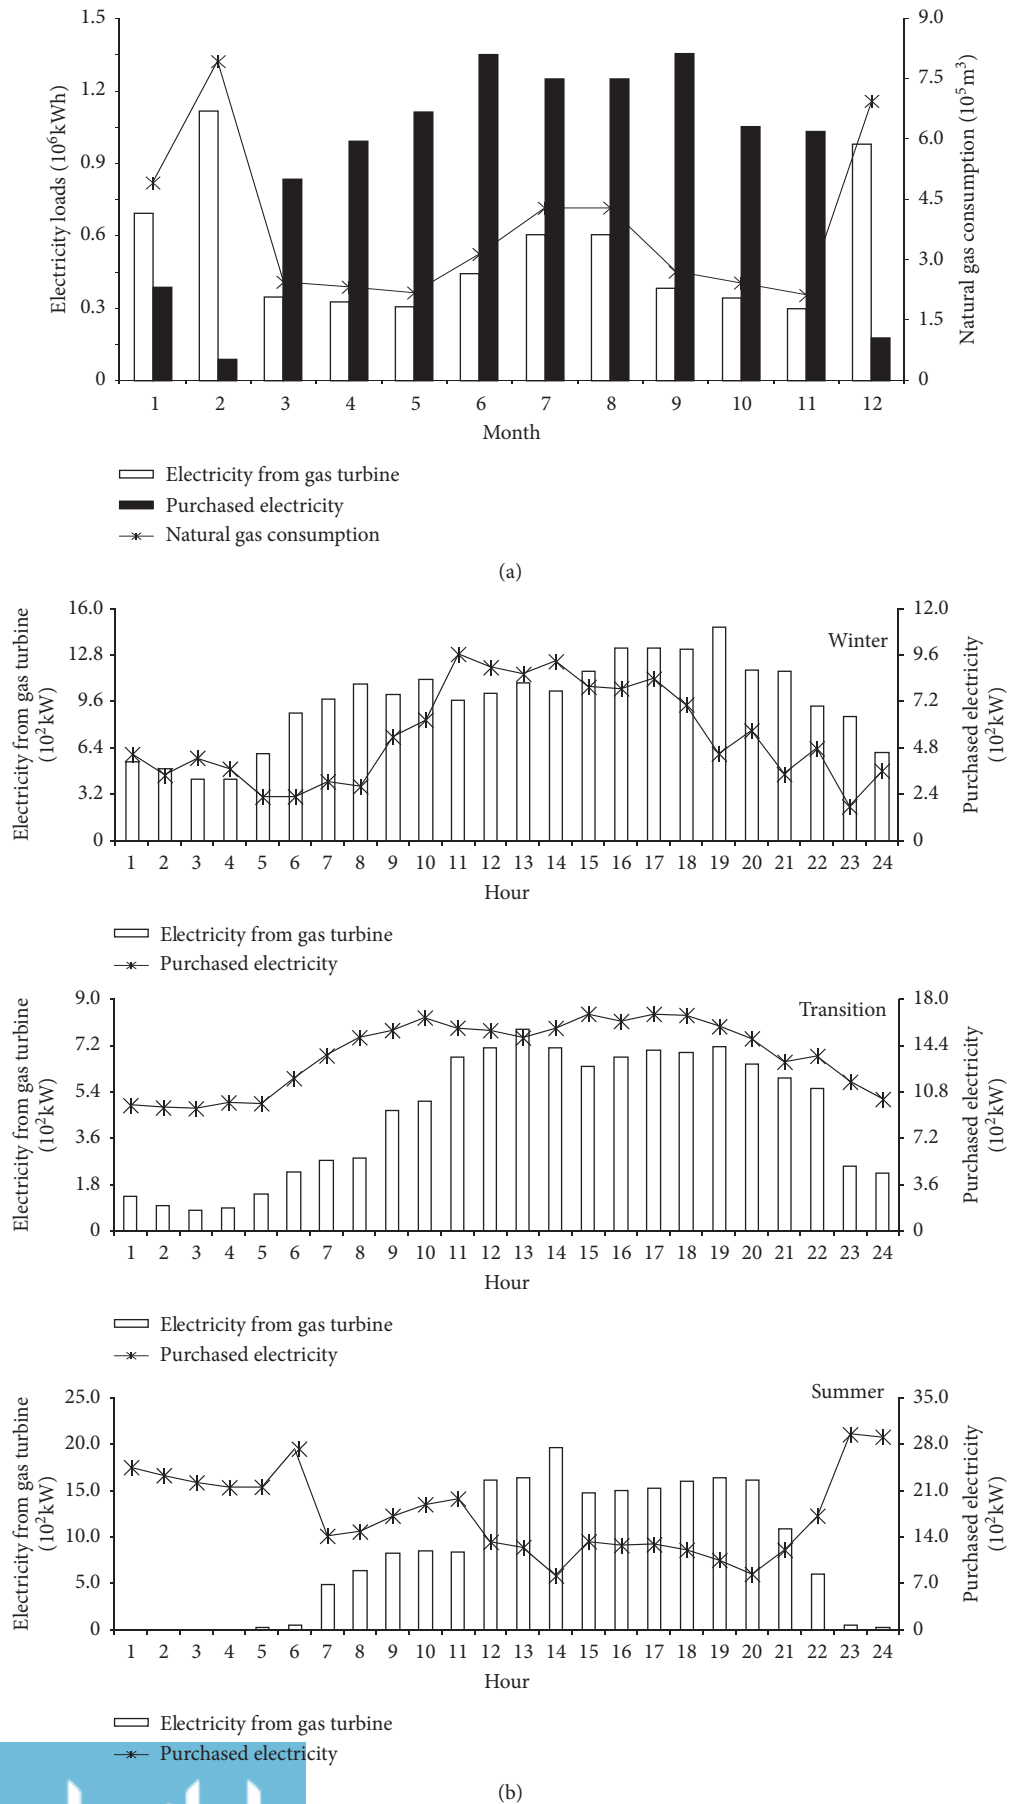 1.5
1.2
0.9
0.6
0.3
0
Electricity loads (10⁶kWh)
9.0
7.5
6.0
4.5
3.0
1.5
0
Natural gas consumption (10⁵m³)
1 2 3 4 5 6 7 8 9 10 11 12
Month
Electricity from gas turbine
Purchased electricity
Natural gas consumption
(a)
16.0
12.8
9.6
6.4
3.2
0
Electricity from gas turbine
(10²kW)
Winter
12.0
9.6
7.2
4.8
2.4
0
Purchased electricity
(10²kW)
1 2 3 4 5 6 7 8 9 10 11 12 13 14 15 16 17 18 19 20 21 22 23 24
Hour
Electricity from gas turbine
Purchased electricity
9.0
7.2
5.4
3.6
1.8
0
Electricity from gas turbine
(10²kW)
Transition
18.0
14.4
10.8
7.2
3.6
0
Purchased electricity
(10²kW)
1 2 3 4 5 6 7 8 9 10 11 12 13 14 15 16 17 18 19 20 21 22 23 24
Hour
Electricity from gas turbine
Purchased electricity
25.0
20.0
15.0
10.0
5.0
0
Electricity from gas turbine
(10²kW)
Summer
35.0
28.0
21.0
14.0
7.0
0
Purchased electricity
(10²kW)
1 2 3 4 5 6 7 8 9 10 11 12 13 14 15 16 17 18 19 20 21 22 23 24
Hour
Electricity from gas turbine
Purchased electricity
(b)